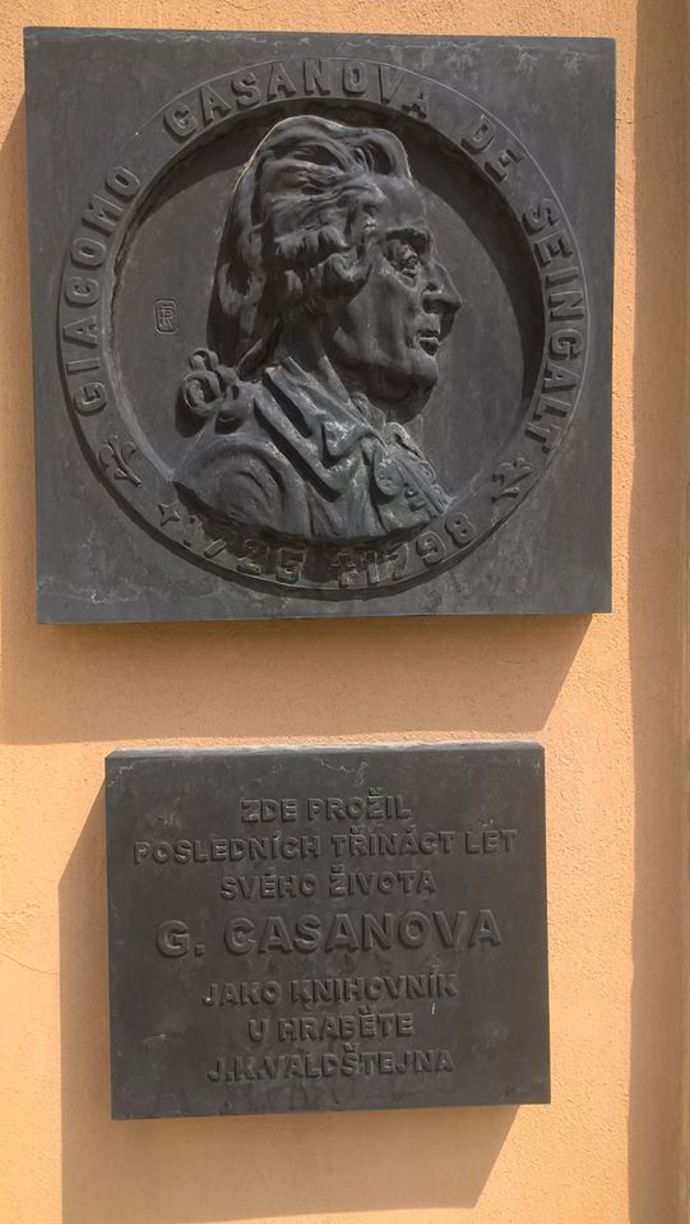 GIACOMO CASANOVA DE SEINGALT
1725 1798
ZDE PROŽIL
POSLEDNÍCH TŘINÁCT LET
SVÉHO ŽIVOTA
G. CASANOVA
JAKO KNIHOVNÍK
U HRABĚTE
J.K.VALDŠTEJNA